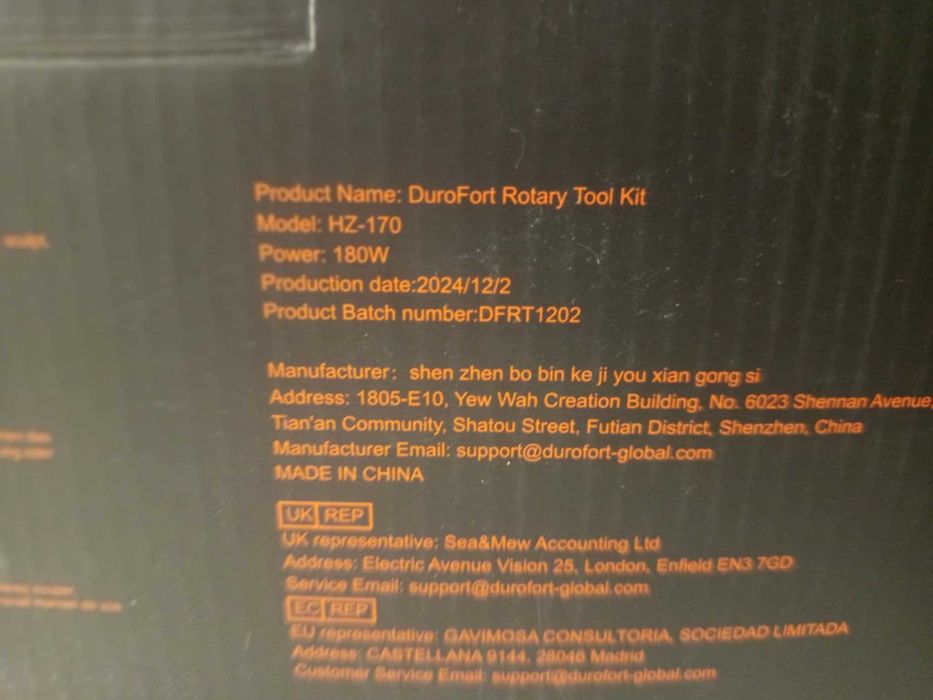 sculpt,
Product Name: DuroFort Rotary Tool Kit
Model: HZ-170
Power: 180W
Production date:2024/12/2
Product Batch number:DFRT1202
Manufacturer: shen zhen bo bin ke ji you xian gong si
Address: 1805-E10, Yew Wah Creation Building, No. 6023 Shennan Avenue,
Tian'an Community, Shatou Street, Futian District, Shenzhen, China
Manufacturer Email: support@durofort-global.com
MADE IN CHINA
UK REP
UK representative: Sea&Mew Accounting Ltd
Address: Electric Avenue Vision 25, London, Enfield EN3 7GD
Service Email: support@durofort-global.com
EC REP
EU representative: GAVIMOSA CONSULTORIA, SOCIEDAD LIMITADA
Address: CASTELLANA 9144, 28046 Madrid
Customer Service Email: support@durofort-global.com